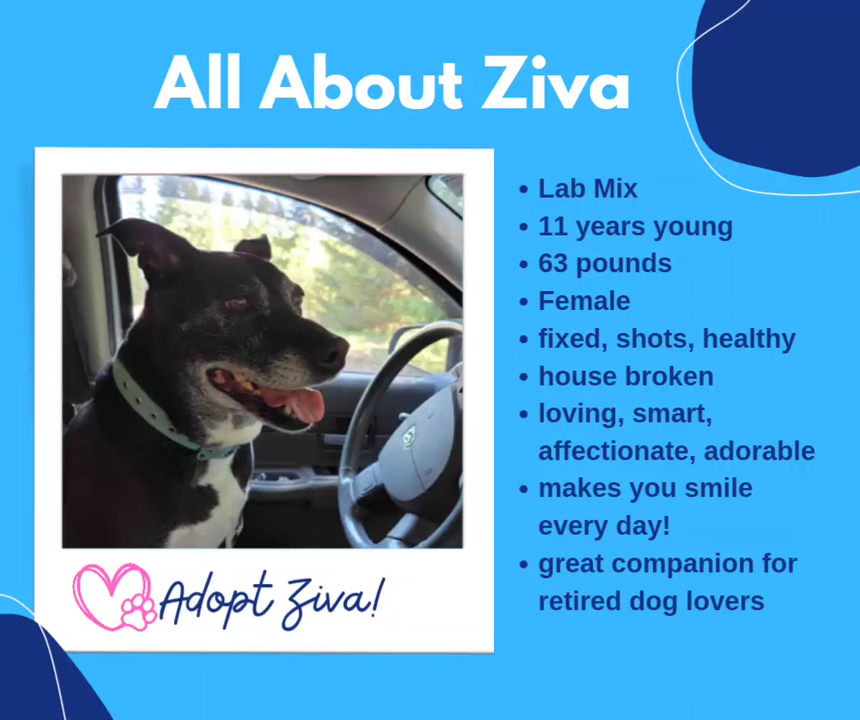 All About Ziva
• Lab Mix
• 11 years young
• 63 pounds
• Female
• fixed, shots, healthy
• house broken
• loving, smart,
affectionate, adorable
• makes you smile
every day!
• great companion for
retired dog lovers
Adopt Ziva!